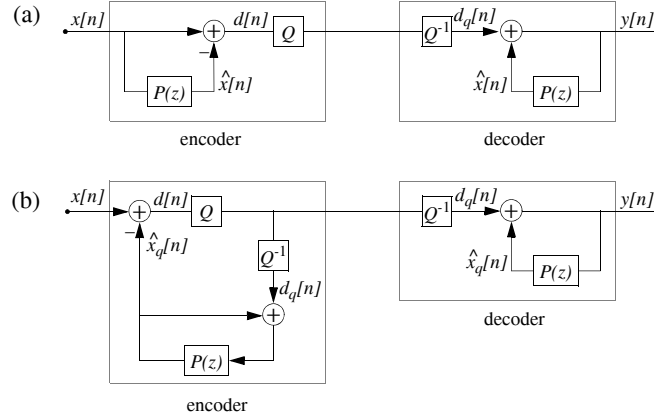 (a) x[n] d[n] Q Q⁻¹ d_q[n] y[n]
+ − +
P(z) x̂[n] x̂[n] P(z)
encoder decoder
(b) x[n] d[n] Q Q⁻¹ d_q[n] y[n]
+ − x̂_q[n] +
Q⁻¹ x̂_q[n] P(z)
d_q[n]
+ decoder
P(z)
encoder